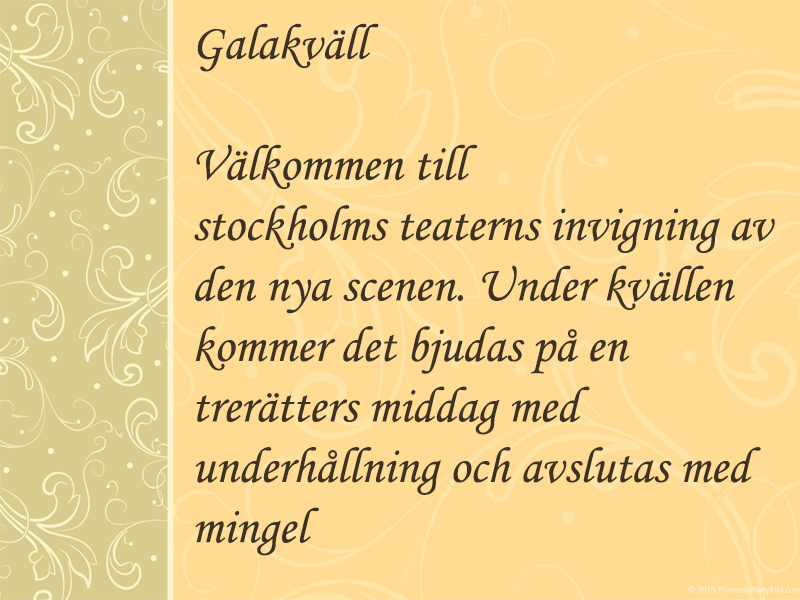 Galakväll
Välkommen till
stockholms teaterns invigning av
den nya scenen. Under kvällen
kommer det bjudas på en
trerätters middag med
underhållning och avslutas med
mingel
© 2010 PrintablePartyKits.com